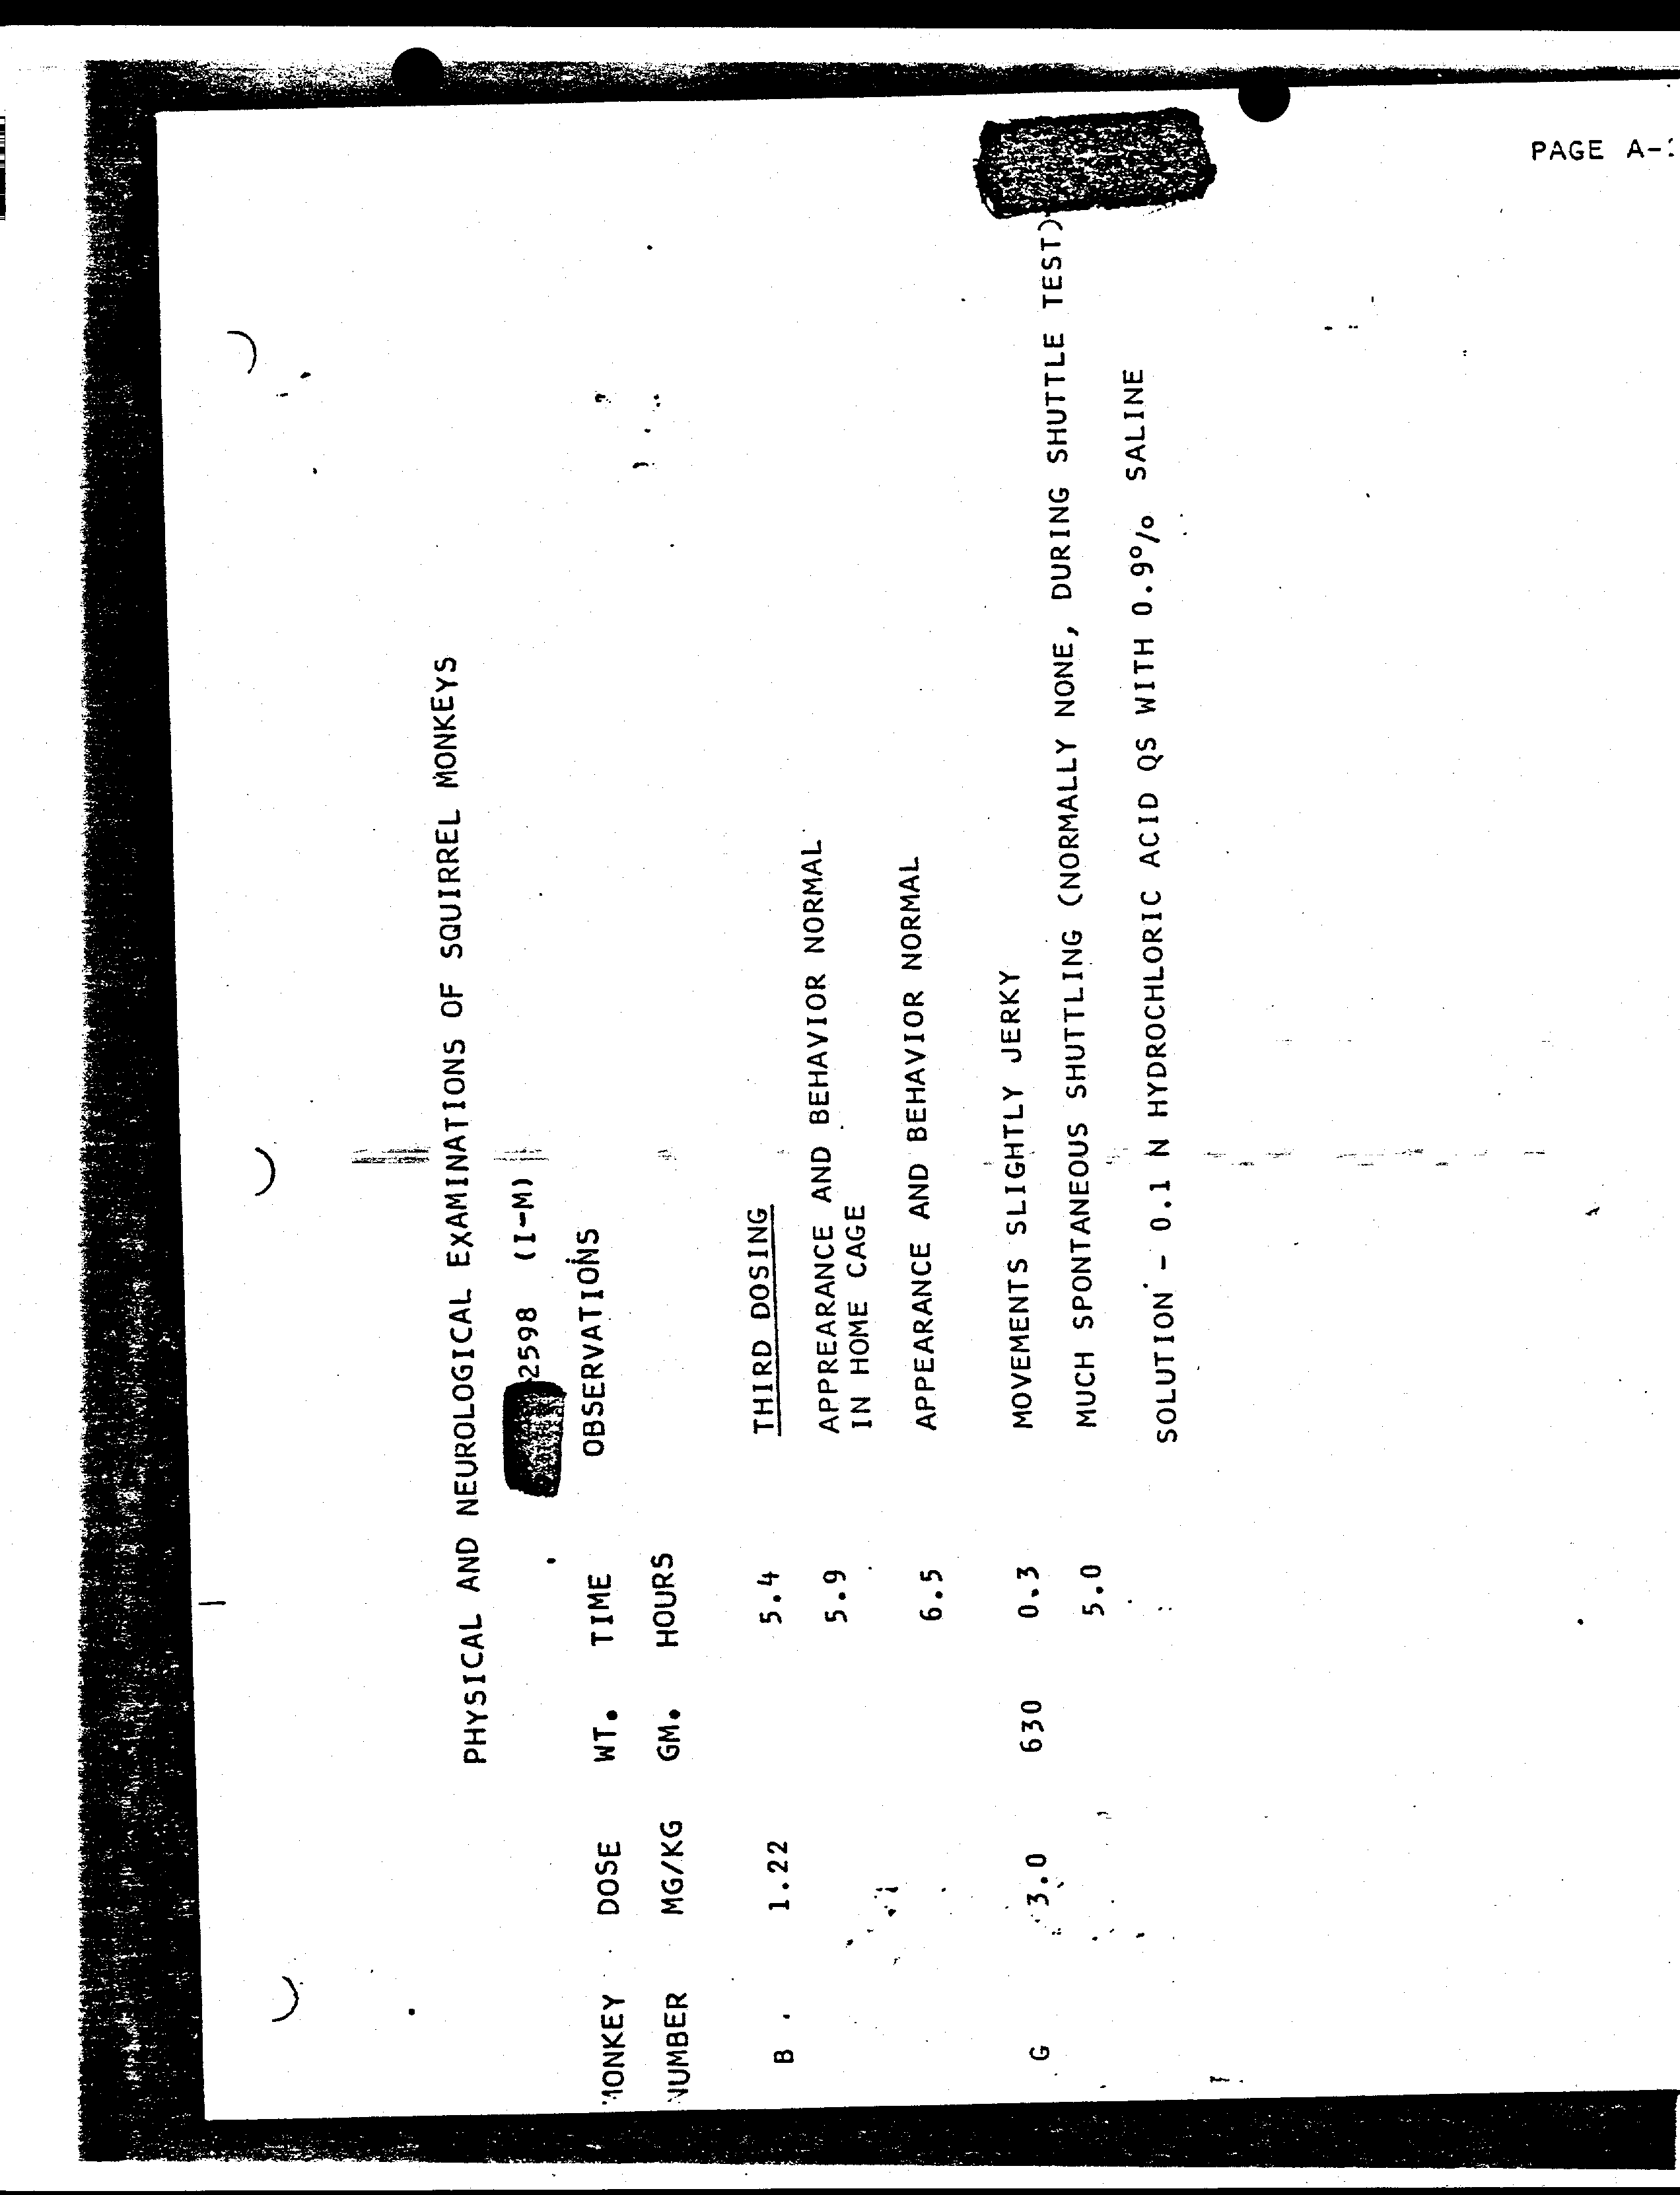 PAGE A-
PHYSICAL AND NEUROLOGICAL EXAMINATIONS OF SQUIRREL MONKEYS
2598 (I-M)
MONKEY DOSE WT. TIME OBSERVATIONS
NUMBER MG/KG GM. HOURS
B 1.22 5.4 THIRD DOSING
5.9 APPREARANCE AND BEHAVIOR NORMAL
IN HOME CAGE
6.5 APPEARANCE AND BEHAVIOR NORMAL
G 3.0 630 0.3 MOVEMENTS SLIGHTLY JERKY
5.0 MUCH SPONTANEOUS SHUTTLING (NORMALLY NONE, DURING SHUTTLE TEST)
SOLUTION - 0.1 N HYDROCHLORIC ACID QS WITH 0.9% SALINE